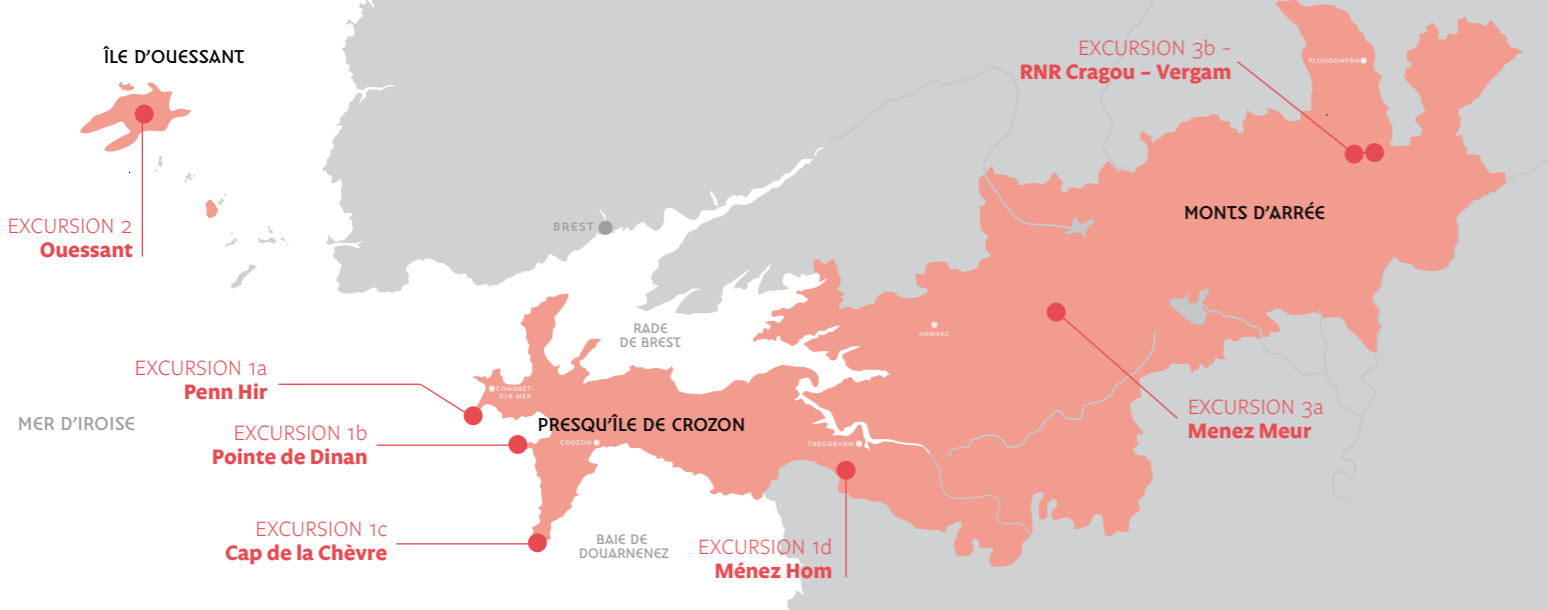 ÎLE D'OUESSANT
EXCURSION 2
Ouessant
EXCURSION 3b –
RNR Cragou – Vergam
PLOUGONVEN
MONTS D'ARRÉE
BREST
RADE
DE BREST
HANVEC
EXCURSION 1a
Penn Hir
CAMARET-
SUR MER
MER D'IROISE
EXCURSION 1b
Pointe de Dinan
PRESQU'ÎLE DE CROZON
CROZON
TRÉGARVAN
EXCURSION 3a
Menez Meur
EXCURSION 1c
Cap de la Chèvre
BAIE DE
DOUARNENEZ
EXCURSION 1d
Ménez Hom